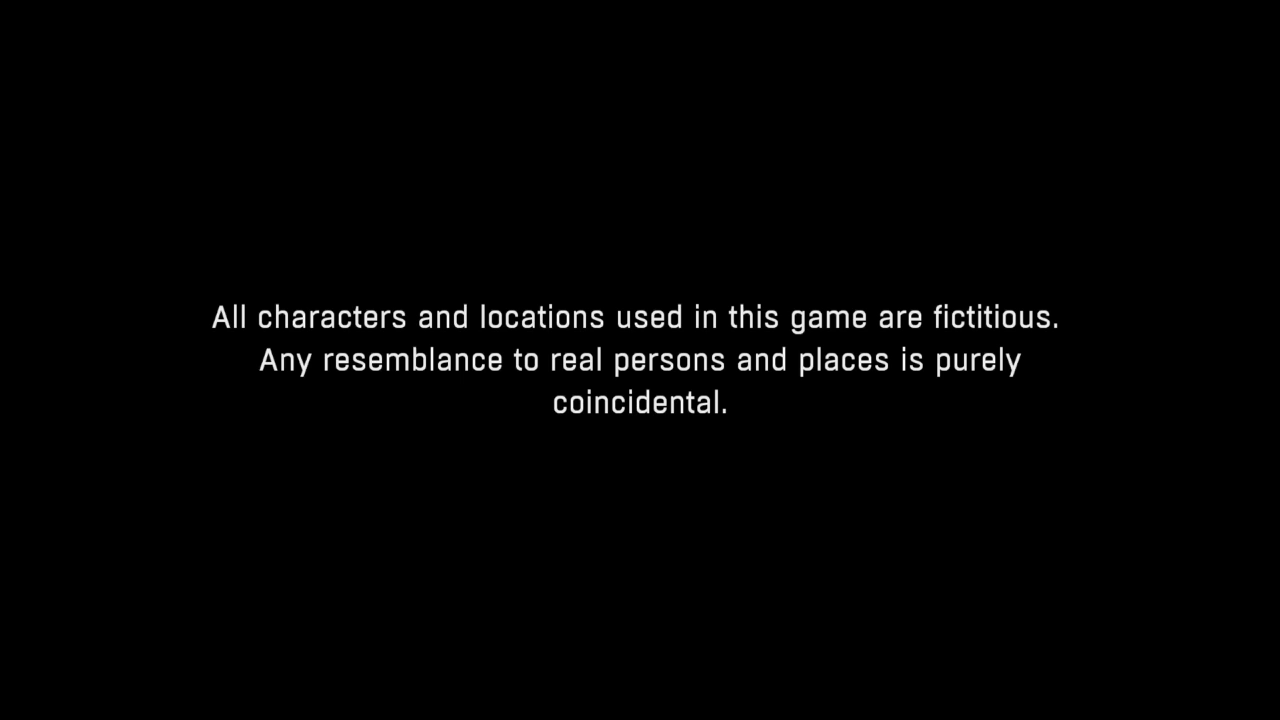 All characters and locations used in this game are fictitious.
Any resemblance to real persons and places is purely
coincidental.